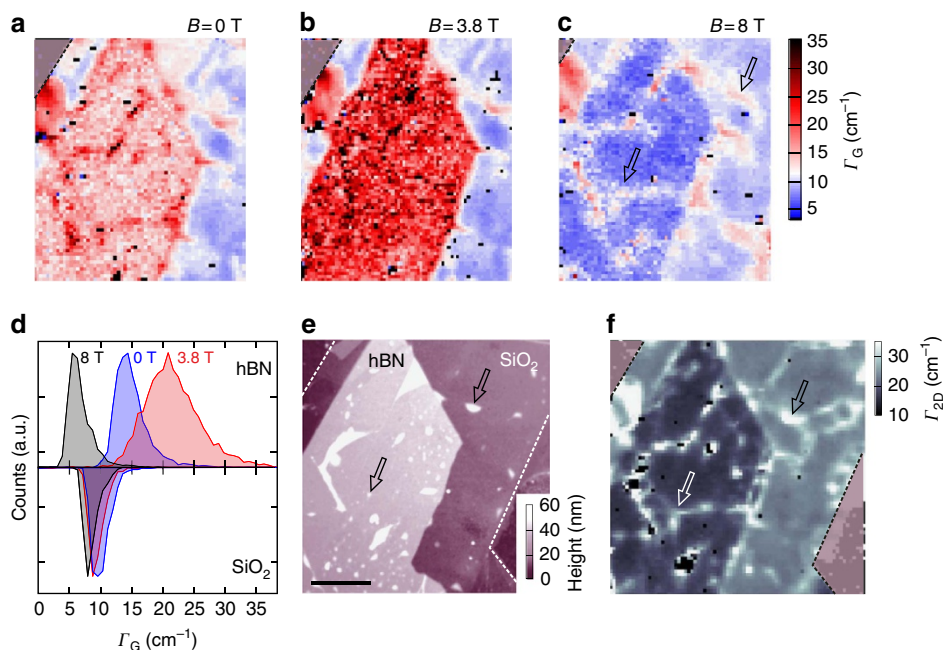 a
B = 0 T
b
B = 3.8 T
c
B = 8 T
35
30
25
20
15
10
5
Γ_G (cm⁻¹)
d
8 T
0 T
3.8 T
hBN
SiO₂
Counts (a.u.)
0 5 10 15 20 25 30 35
Γ_G (cm⁻¹)
e
hBN
SiO₂
60
40
20
0
Height (nm)
f
30
20
10
Γ_2D (cm⁻¹)